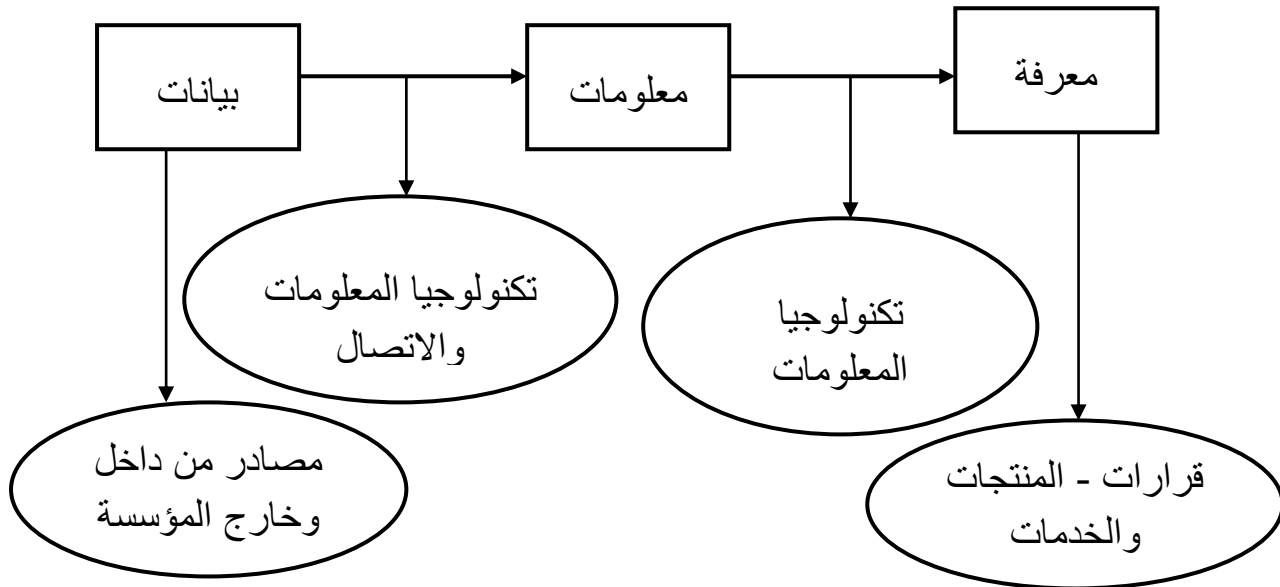 بيانات
معلومات
معرفة
تكنولوجيا المعلومات
والاتصال
تكنولوجيا
المعلومات
مصادر من داخل
وخارج المؤسسة
قرارات - المنتجات
والخدمات